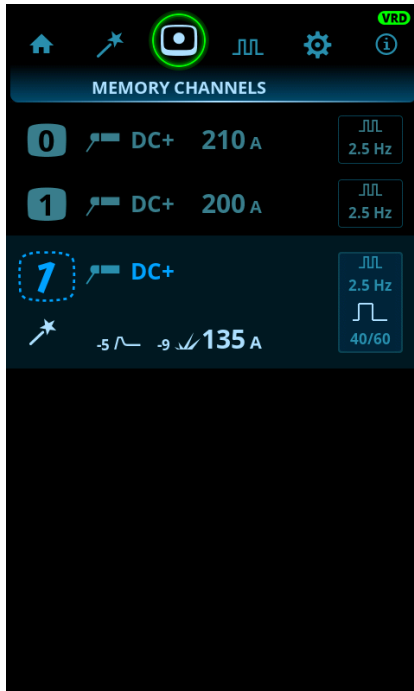 VRD
MEMORY CHANNELS
0 DC+ 210 A 2.5 Hz
1 DC+ 200 A 2.5 Hz
1 DC+ 2.5 Hz
-5 -9 135 A 40/60